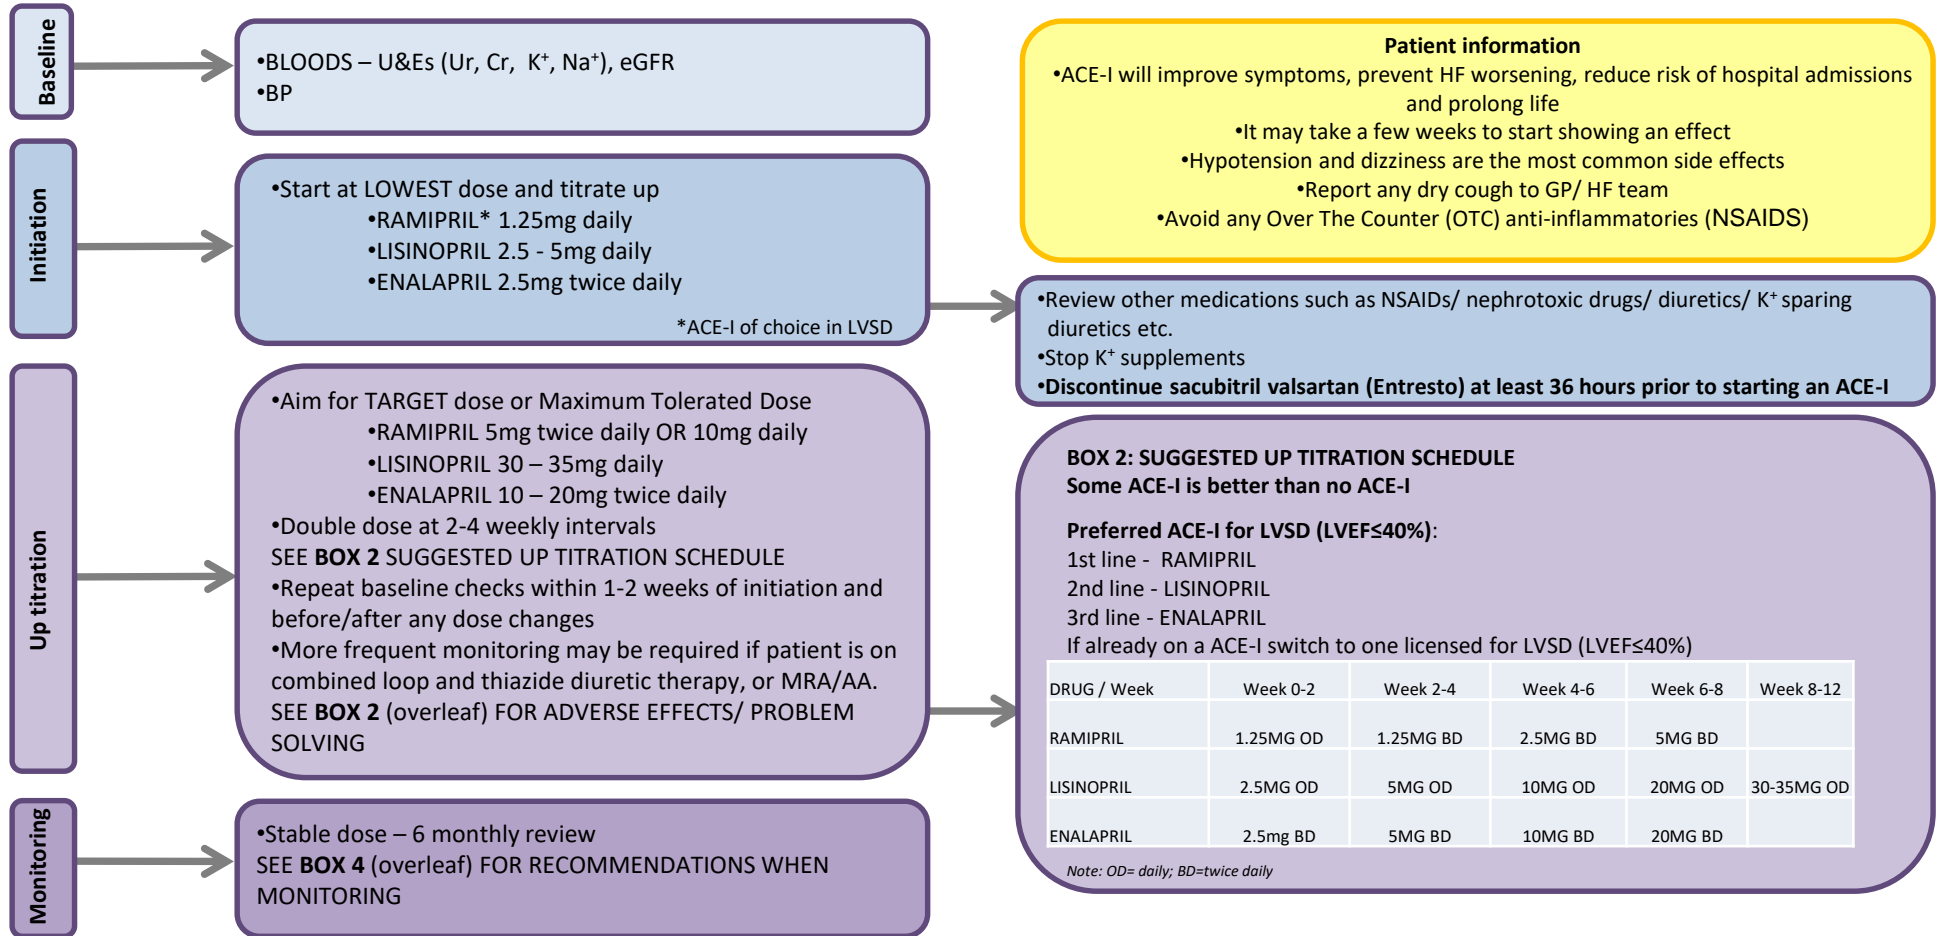 Baseline
•BLOODS – U&Es (Ur, Cr, K⁺, Na⁺), eGFR
•BP
Patient information
•ACE-I will improve symptoms, prevent HF worsening, reduce risk of hospital admissions
and prolong life
•It may take a few weeks to start showing an effect
•Hypotension and dizziness are the most common side effects
•Report any dry cough to GP/ HF team
•Avoid any Over The Counter (OTC) anti-inflammatories (NSAIDS)
Initiation
•Start at LOWEST dose and titrate up
•RAMIPRIL* 1.25mg daily
•LISINOPRIL 2.5 - 5mg daily
•ENALAPRIL 2.5mg twice daily
*ACE-I of choice in LVSD
•Review other medications such as NSAIDs/ nephrotoxic drugs/ diuretics/ K⁺ sparing
diuretics etc.
•Stop K⁺ supplements
•Discontinue sacubitril valsartan (Entresto) at least 36 hours prior to starting an ACE-I
Up titration
•Aim for TARGET dose or Maximum Tolerated Dose
•RAMIPRIL 5mg twice daily OR 10mg daily
•LISINOPRIL 30 – 35mg daily
•ENALAPRIL 10 – 20mg twice daily
•Double dose at 2-4 weekly intervals
SEE BOX 2 SUGGESTED UP TITRATION SCHEDULE
•Repeat baseline checks within 1-2 weeks of initiation and
before/after any dose changes
•More frequent monitoring may be required if patient is on
combined loop and thiazide diuretic therapy, or MRA/AA.
SEE BOX 2 (overleaf) FOR ADVERSE EFFECTS/ PROBLEM
SOLVING
BOX 2: SUGGESTED UP TITRATION SCHEDULE
Some ACE-I is better than no ACE-I
Preferred ACE-I for LVSD (LVEF≤40%):
1st line - RAMIPRIL
2nd line - LISINOPRIL
3rd line - ENALAPRIL
If already on a ACE-I switch to one licensed for LVSD (LVEF≤40%)
DRUG / Week Week 0-2 Week 2-4 Week 4-6 Week 6-8 Week 8-12
RAMIPRIL 1.25MG OD 1.25MG BD 2.5MG BD 5MG BD
LISINOPRIL 2.5MG OD 5MG OD 10MG OD 20MG OD 30-35MG OD
ENALAPRIL 2.5mg BD 5MG BD 10MG BD 20MG BD
Note: OD= daily; BD=twice daily
Monitoring
•Stable dose – 6 monthly review
SEE BOX 4 (overleaf) FOR RECOMMENDATIONS WHEN
MONITORING